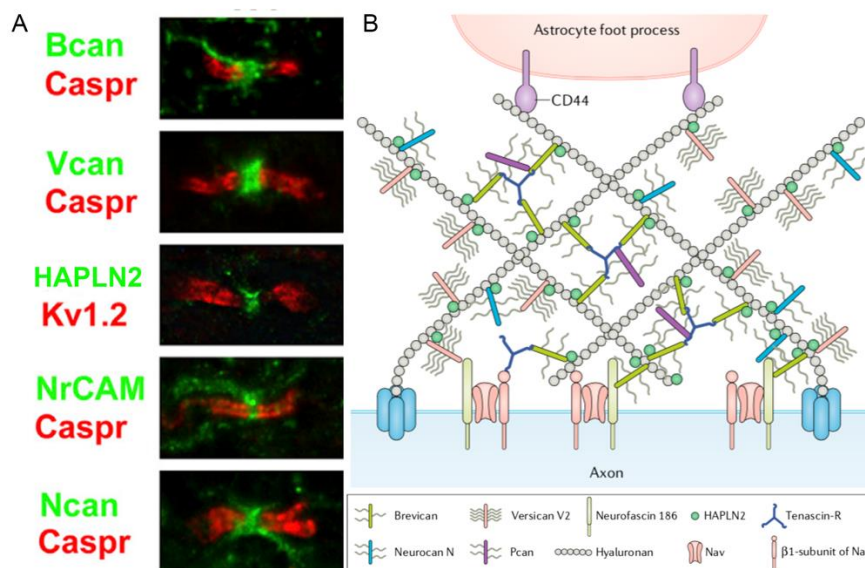 A
Bcan
Caspr
Vcan
Caspr
HAPLN2
Kv1.2
NrCAM
Caspr
Ncan
Caspr
B
Astrocyte foot process
CD44
Axon
Brevican
Versican V2
Neurofascin 186
HAPLN2
Tenascin-R
Neurocan N
Pcan
Hyaluronan
Nav
β1-subunit of Na